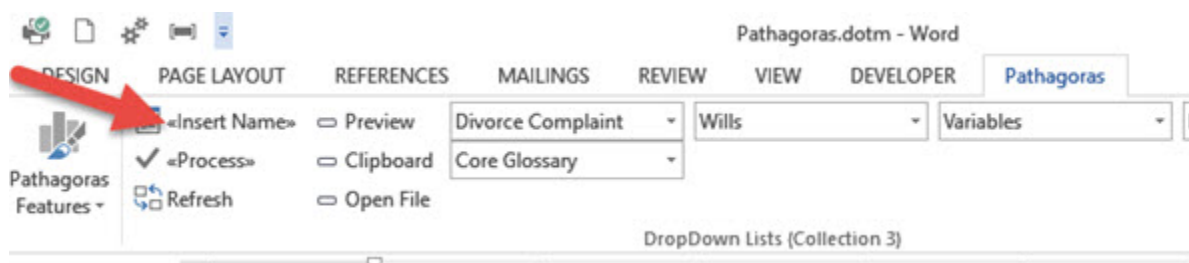 Pathagoras.dotm - Word
DESIGN PAGE LAYOUT REFERENCES MAILINGS REVIEW VIEW DEVELOPER Pathagoras
«Insert Name» Preview Divorce Complaint Wills Variables
«Process» Clipboard Core Glossary
Pathagoras
Features
Refresh Open File
DropDown Lists (Collection 3)